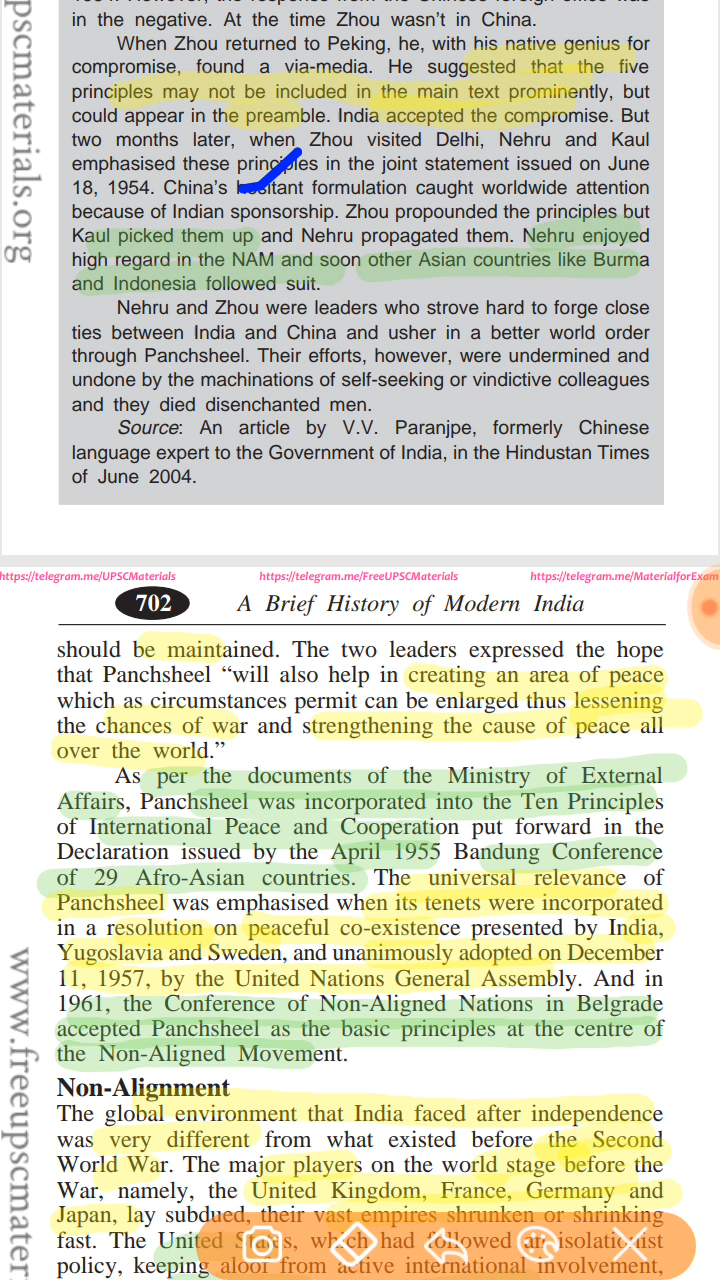 in the negative. At the time Zhou wasn't in China.
When Zhou returned to Peking, he, with his native genius for
compromise, found a via-media. He suggested that the five
principles may not be included in the main text prominently, but
could appear in the preamble. India accepted the compromise. But
two months later, when Zhou visited Delhi, Nehru and Kaul
emphasised these principles in the joint statement issued on June
18, 1954. China's hesitant formulation caught worldwide attention
because of Indian sponsorship. Zhou propounded the principles but
Kaul picked them up and Nehru propagated them. Nehru enjoyed
high regard in the NAM and soon other Asian countries like Burma
and Indonesia followed suit.
Nehru and Zhou were leaders who strove hard to forge close
ties between India and China and usher in a better world order
through Panchsheel. Their efforts, however, were undermined and
undone by the machinations of self-seeking or vindictive colleagues
and they died disenchanted men.
Source: An article by V.V. Paranjpe, formerly Chinese
language expert to the Government of India, in the Hindustan Times
of June 2004.
pscmaterials.org
https://telegram.me/UPSCMaterials https://telegram.me/FreeUPSCMaterials https://telegram.me/MaterialforExam
702 A Brief History of Modern India
should be maintained. The two leaders expressed the hope
that Panchsheel “will also help in creating an area of peace
which as circumstances permit can be enlarged thus lessening
the chances of war and strengthening the cause of peace all
over the world.”
As per the documents of the Ministry of External
Affairs, Panchsheel was incorporated into the Ten Principles
of International Peace and Cooperation put forward in the
Declaration issued by the April 1955 Bandung Conference
of 29 Afro-Asian countries. The universal relevance of
Panchsheel was emphasised when its tenets were incorporated
in a resolution on peaceful co-existence presented by India,
Yugoslavia and Sweden, and unanimously adopted on December
11, 1957, by the United Nations General Assembly. And in
1961, the Conference of Non-Aligned Nations in Belgrade
accepted Panchsheel as the basic principles at the centre of
the Non-Aligned Movement.
Non-Alignment
The global environment that India faced after independence
was very different from what existed before the Second
World War. The major players on the world stage before the
War, namely, the United Kingdom, France, Germany and
Japan, lay subdued, their vast empires shrunken or shrinking
fast. The United States, which had followed an isolationist
policy, keeping aloof from active international involvement,
www.freeupscmater